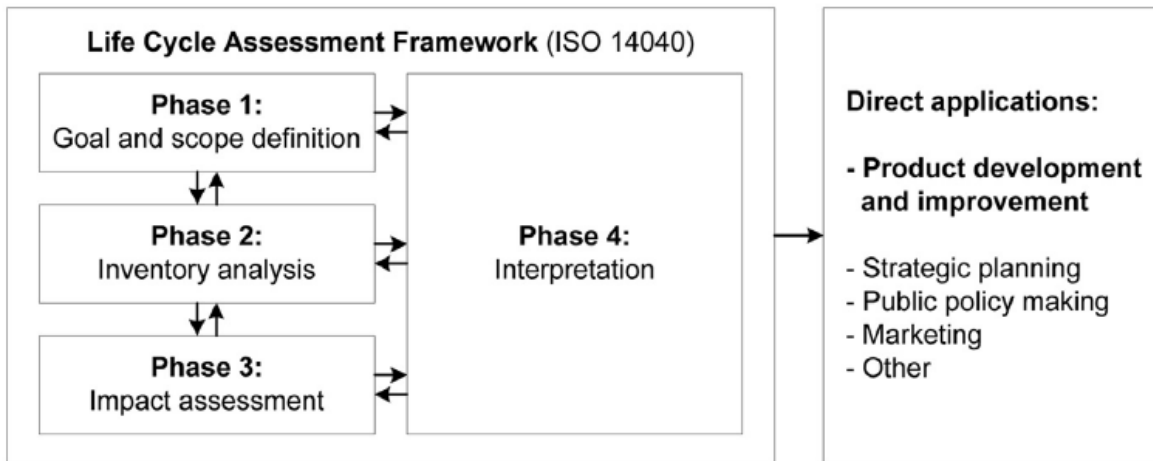 Life Cycle Assessment Framework (ISO 14040)
Phase 1:
Goal and scope definition
Phase 2:
Inventory analysis
Phase 3:
Impact assessment
Phase 4:
Interpretation
Direct applications:
- Product development
and improvement
- Strategic planning
- Public policy making
- Marketing
- Other